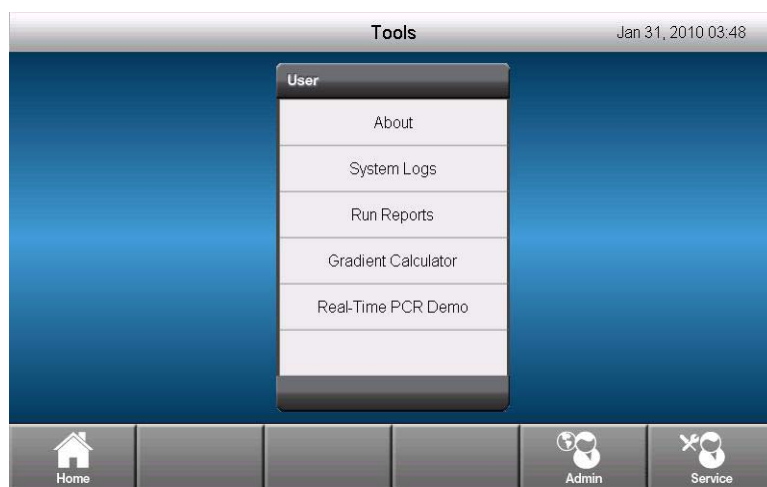 Tools
Jan 31, 2010 03:48
User
About
System Logs
Run Reports
Gradient Calculator
Real-Time PCR Demo
Home
Admin
Service